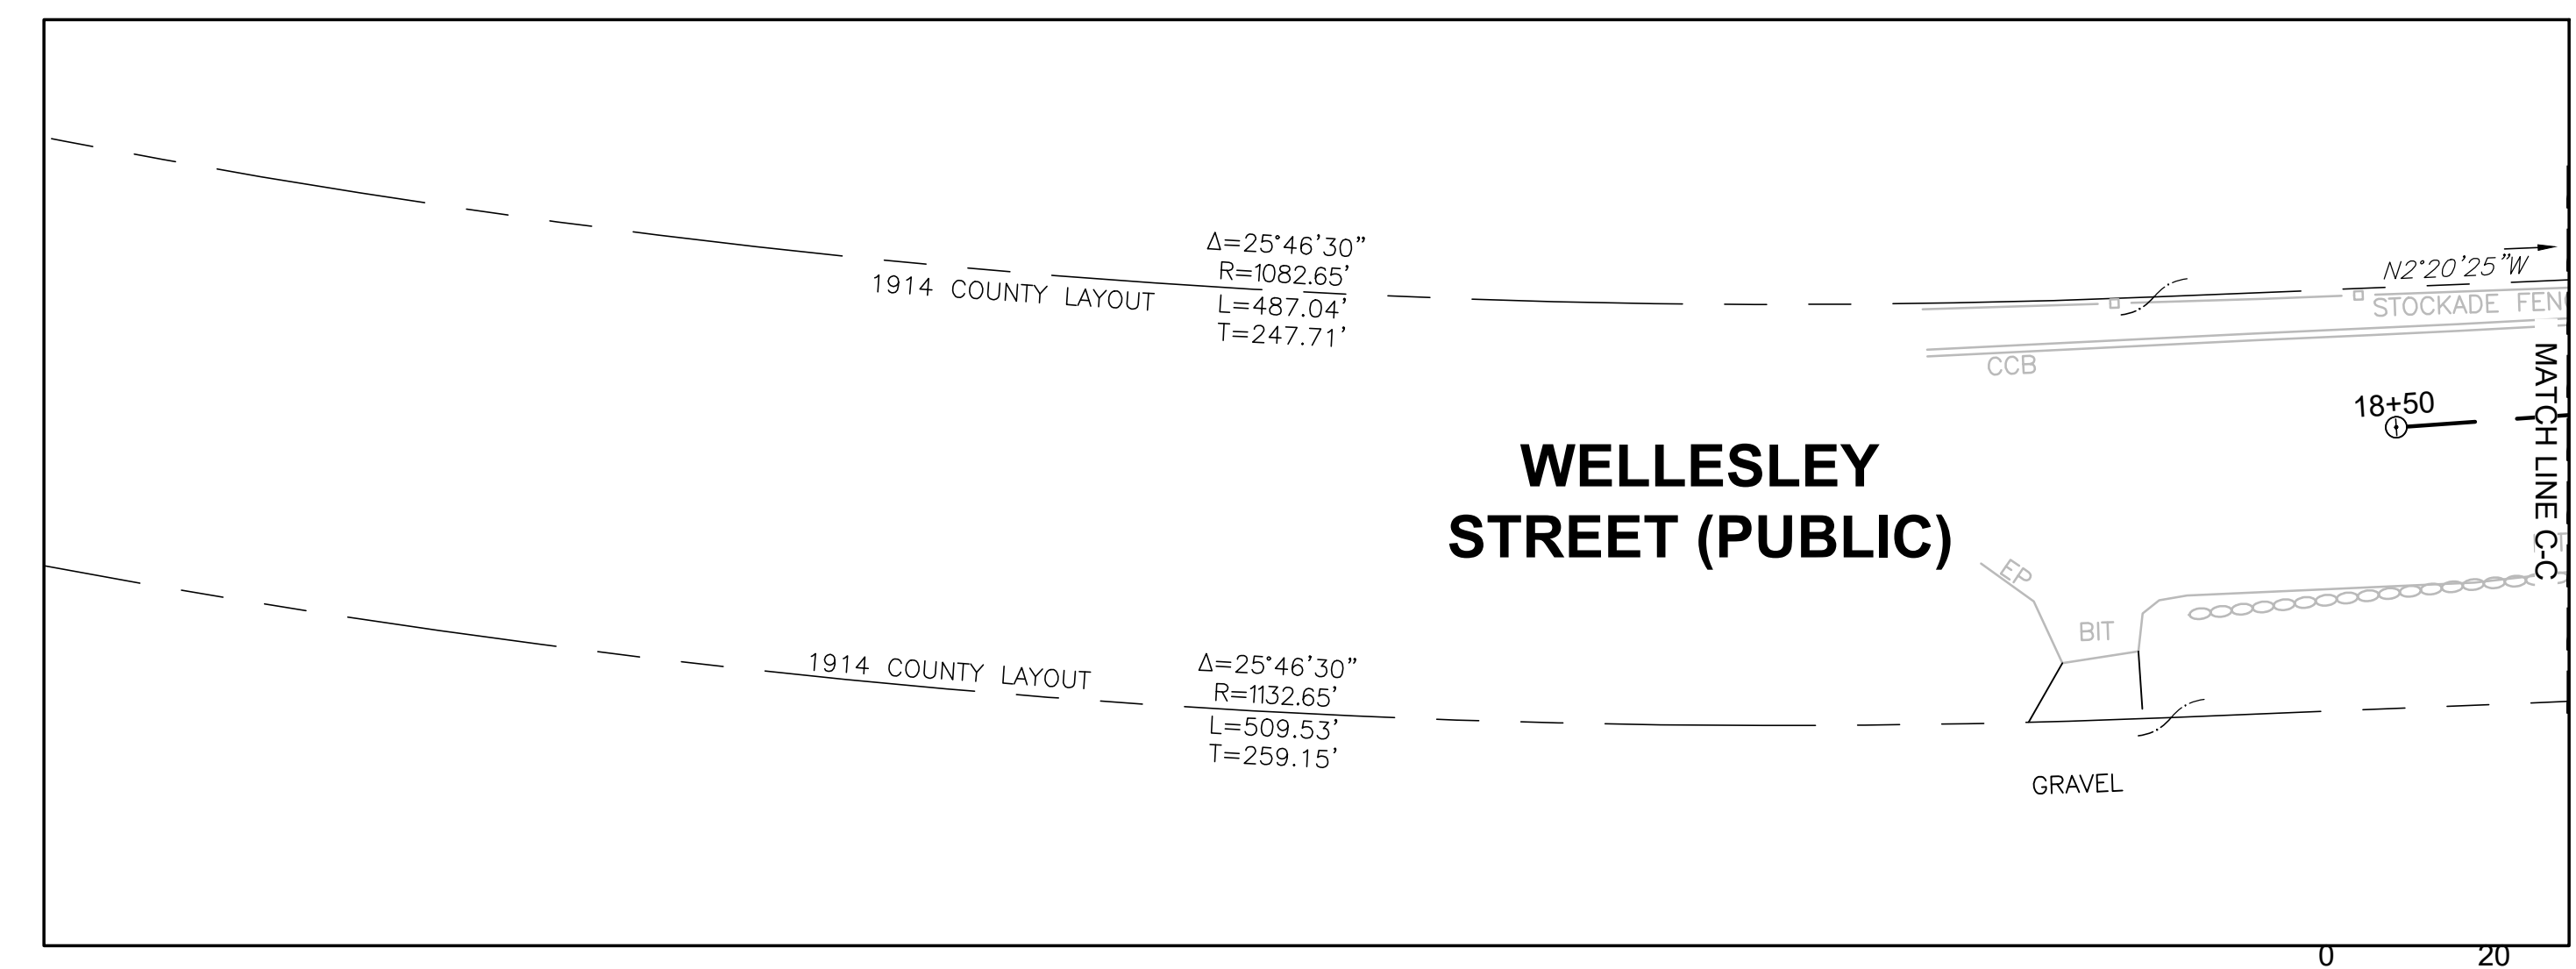 Δ=25°46'30"
R=1082.65'
L=487.04'
T=247.71'
1914 COUNTY LAYOUT
N2°20'25"W
STOCKADE
CCB
18+50
MATCH LINE C-C
WELLESLEY
STREET (PUBLIC)
EP
BIT
1914 COUNTY LAYOUT
Δ=25°46'30"
R=1132.65'
L=509.53'
T=259.15'
GRAVEL
0 20